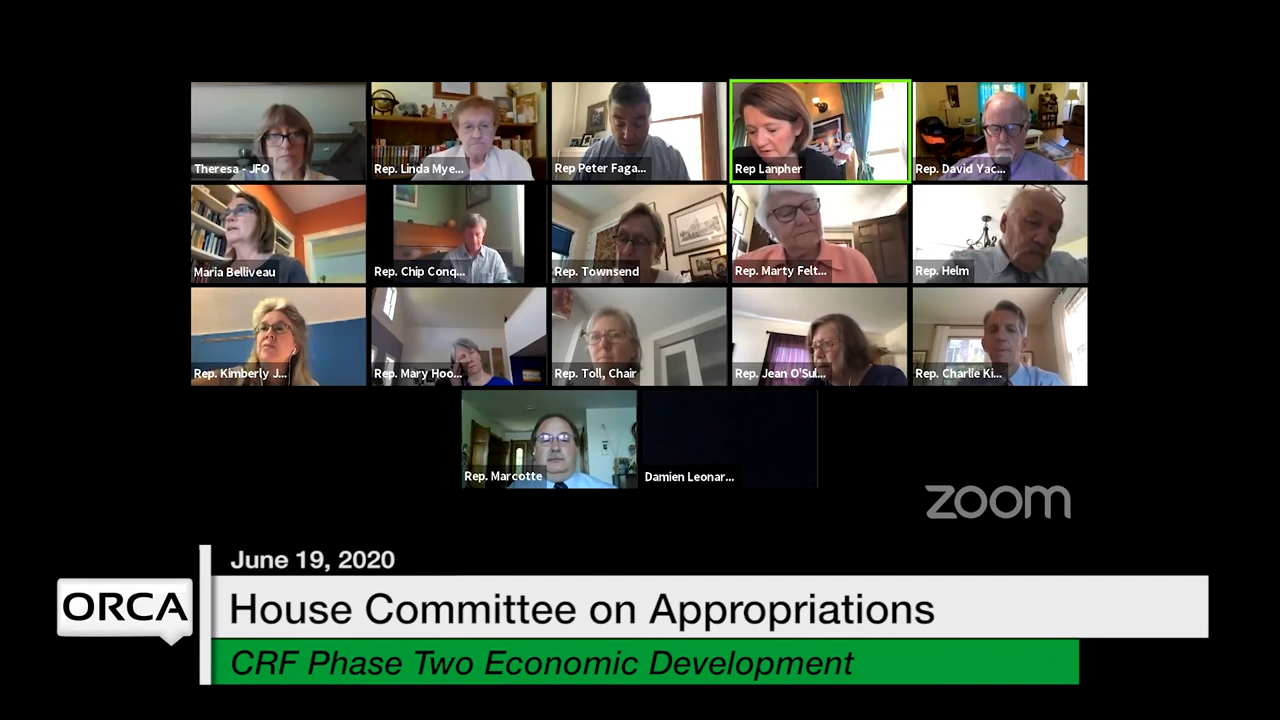 Theresa - JFO
Rep. Linda Mye...
Rep Peter Faga...
Rep Lanpher
Rep. David Yac...
Maria Belliveau
Rep. Chip Conq...
Rep. Townsend
Rep. Marty Felt...
Rep. Helm
Rep. Kimberly J...
Rep. Mary Hoo...
Rep. Toll, Chair
Rep. Jean O'Sul...
Rep. Charlie Ki...
Rep. Marcotte
Damien Leonar...
zoom
June 19, 2020
ORCA
House Committee on Appropriations
CRF Phase Two Economic Development